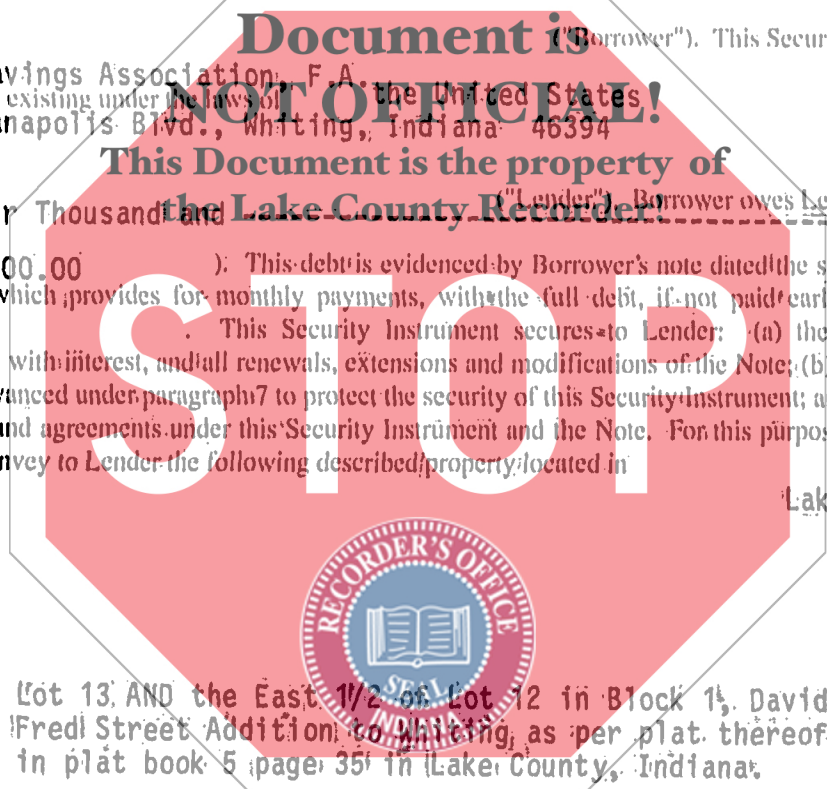 Document is
("Borrower"). This Secur
vings Association, F.A.
existing under the laws of the United States
NOT OFFICIAL!
napolis Blvd., Whiting, Indiana 46394
This Document is the property of
the Lake County Recorder!
("Lender"). Borrower owes Le
r Thousand and ----------------------------------------
00.00 ). This debt is evidenced by Borrower's note dated the s
which provides for monthly payments, with the full debt, if not paid earl
. This Security Instrument secures to Lender: (a) the
with interest, and all renewals, extensions and modifications of the Note; (b
vanced under paragraph 7 to protect the security of this Security Instrument; a
nd agreements under this Security Instrument and the Note. For this purpos
nvey to Lender the following described property located in
STOP
Lak
RECORDER'S OFFICE
SEAL
INDIANA
Lot 13 AND the East 1/2 of Lot 12 in Block 1, David
Fred Street Addition to Whiting, as per plat thereof
in plat book 5 page 35 in Lake County, Indiana.